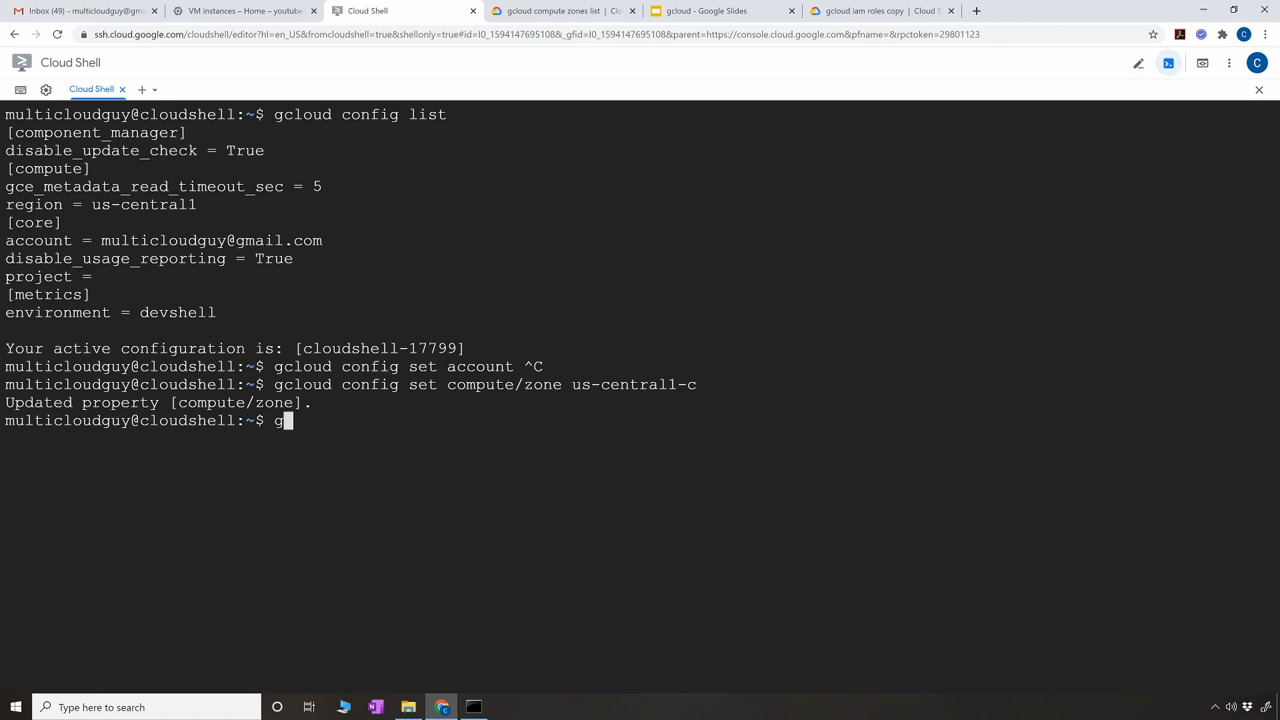 Inbox (49) - multicloudguy@gma
VM instances – Home – youtube
Cloud Shell
gcloud compute zones list | Clo
gcloud - Google Slides
gcloud iam roles copy | Cloud S
ssh.cloud.google.com/cloudshell/editor?hl=en_US&fromcloudshell=true&shellonly=true#id=I0_1594147695108&_gfid=I0_1594147695108&parent=https://console.cloud.google.com&pfname=&rpctoken=29801123
C
Cloud Shell
C
Cloud Shell
multicloudguy@cloudshell:~$ gcloud config list
[component_manager]
disable_update_check = True
[compute]
gce_metadata_read_timeout_sec = 5
region = us-central1
[core]
account = multicloudguy@gmail.com
disable_usage_reporting = True
project =
[metrics]
environment = devshell
Your active configuration is: [cloudshell-17799]
multicloudguy@cloudshell:~$ gcloud config set account ^C
multicloudguy@cloudshell:~$ gcloud config set compute/zone us-central1-c
Updated property [compute/zone].
multicloudguy@cloudshell:~$ g
Type here to search